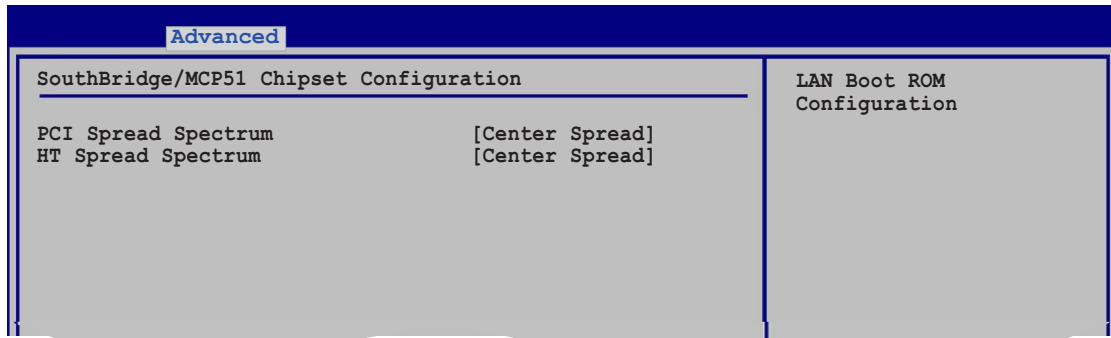 Advanced
SouthBridge/MCP51 Chipset Configuration
PCI Spread Spectrum [Center Spread]
HT Spread Spectrum [Center Spread]
LAN Boot ROM
Configuration